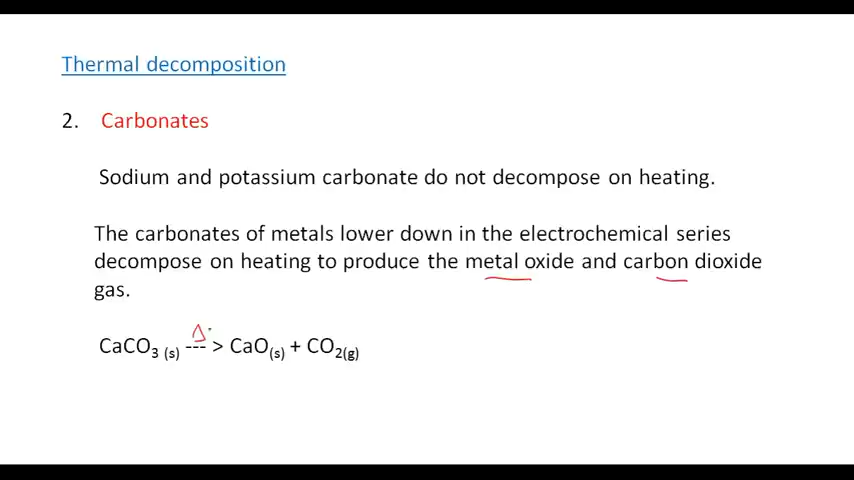 Thermal decomposition
2. Carbonates
Sodium and potassium carbonate do not decompose on heating.
The carbonates of metals lower down in the electrochemical series
decompose on heating to produce the metal oxide and carbon dioxide
gas.
Δ
CaCO₃ (s) --- > CaO(s) + CO₂(g)